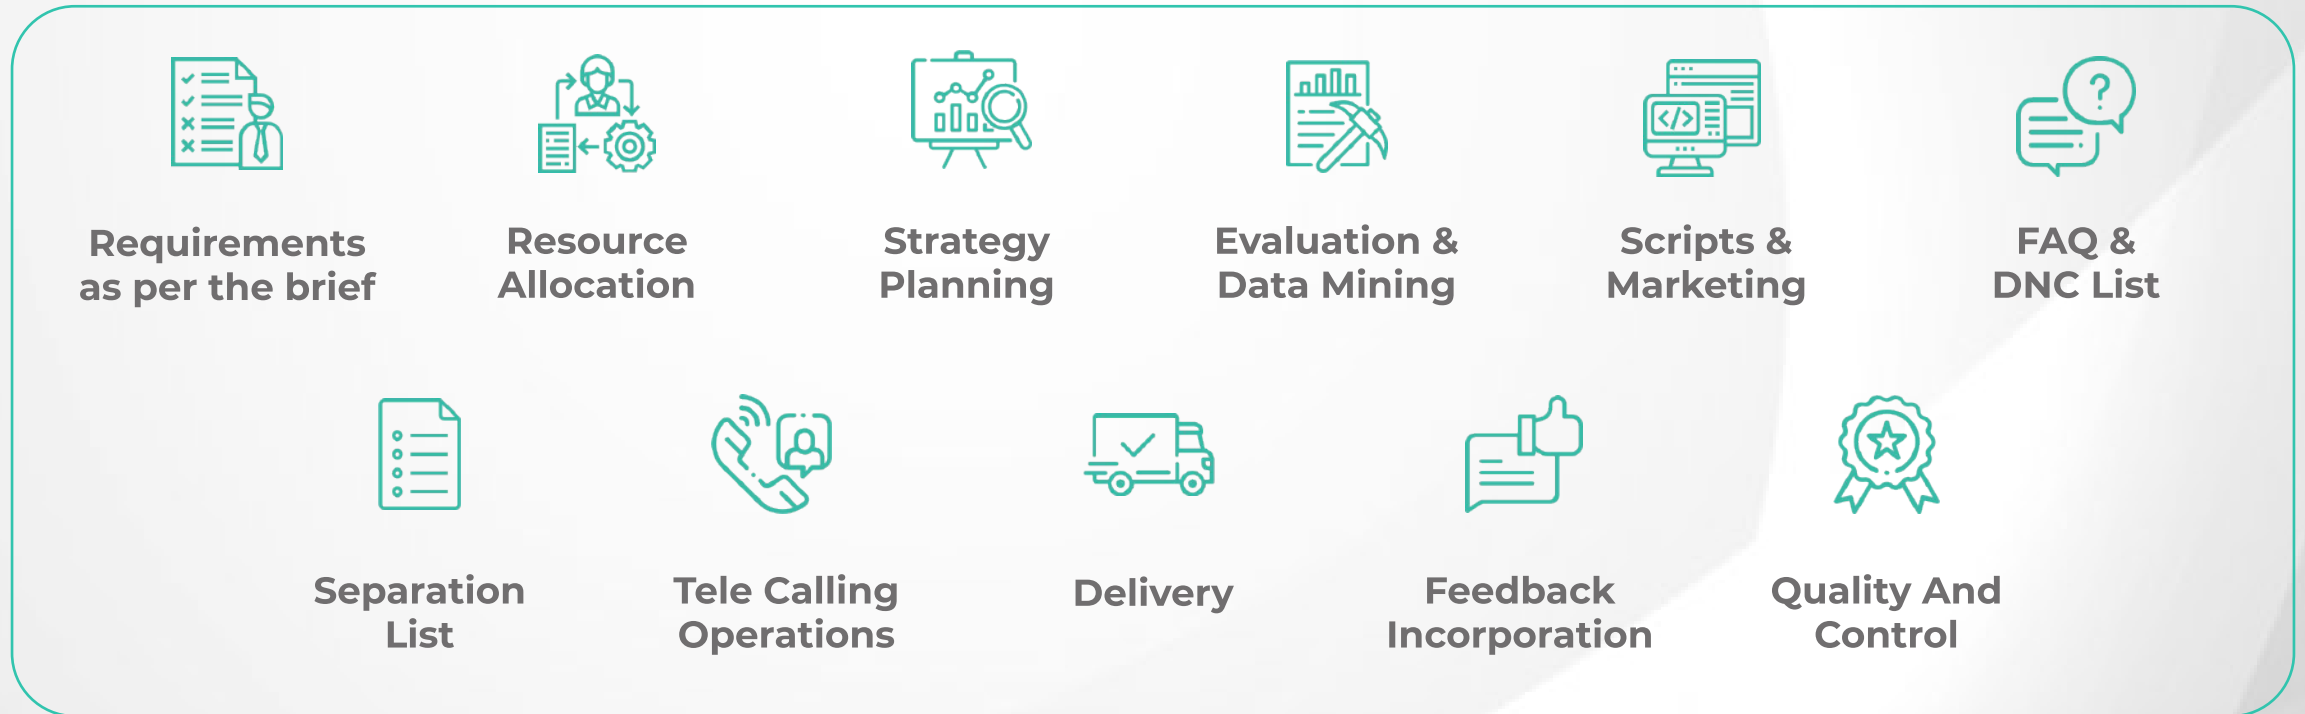 Requirements
as per the brief
Resource
Allocation
Strategy
Planning
Evaluation &
Data Mining
Scripts &
Marketing
FAQ &
DNC List
Separation
List
Tele Calling
Operations
Delivery
Feedback
Incorporation
Quality And
Control